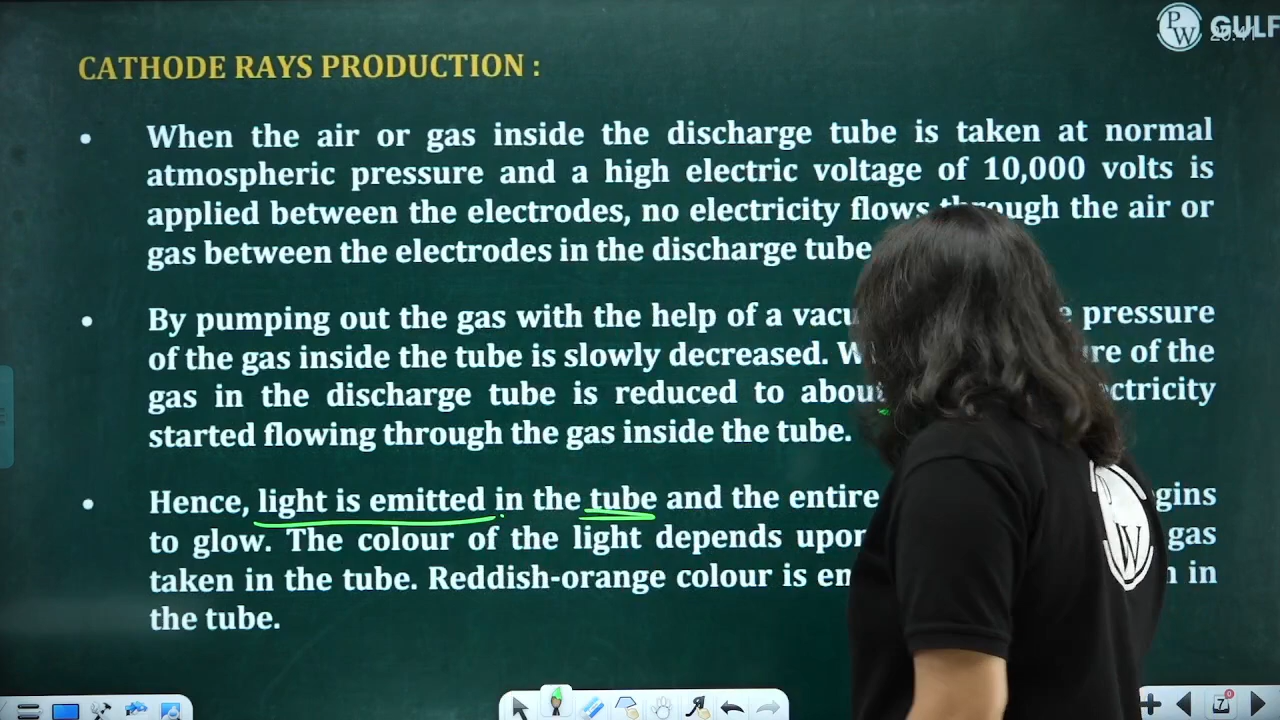 PW GULF
CATHODE RAYS PRODUCTION :
• When the air or gas inside the discharge tube is taken at normal
atmospheric pressure and a high electric voltage of 10,000 volts is
applied between the electrodes, no electricity flows through the air or
gas between the electrodes in the discharge tube
• By pumping out the gas with the help of a pressure
of the gas inside the tube is slowly decreased. of the
gas in the discharge tube is reduced to about
started flowing through the gas inside the tube.
• Hence, light is emitted in the tube and the entire
to glow. The colour of the light depends gas
taken in the tube. Reddish-orange colour is in
the tube.
PW